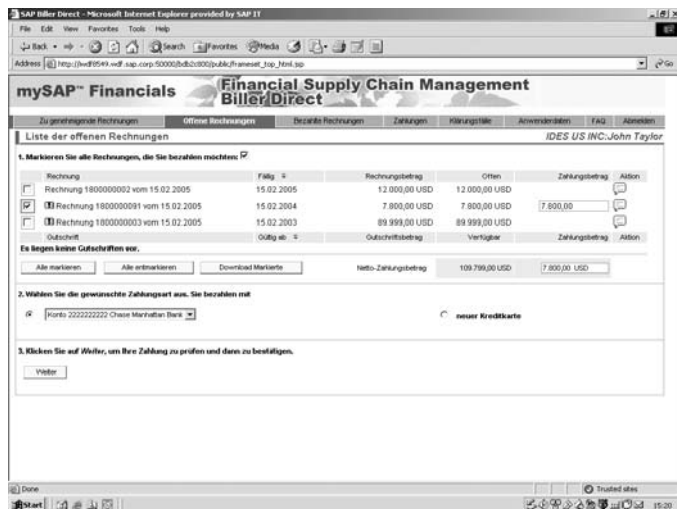 SAP Biller Direct - Microsoft Internet Explorer provided by SAP IT
File Edit View Favorites Tools Help
Back Search Favorites Media
Address http://iwdf8549.wdf.sap.corp:50000/bdb2c800/public/frameset_top_html.jsp Go
mySAP™ Financials
Financial Supply Chain Management
Biller Direct
Zu genehmigende Rechnungen Offene Rechnungen Bezahlte Rechnungen Zahlungen Klärungsfälle Anwenderdaten FAQ Abmelden
Liste der offenen Rechnungen IDES US INC:John Taylor
1. Markieren Sie alle Rechnungen, die Sie bezahlen möchten:
Rechnung Fällig Rechnungsbetrag Offen Zahlungsbetrag Aktion
Rechnung 1800000002 vom 15.02.2005 15.02.2005 12.000,00 USD 12.000,00 USD
Rechnung 1800000091 vom 15.02.2005 15.02.2004 7.800,00 USD 7.800,00 USD 7.800,00
Rechnung 1800000003 vom 15.02.2005 15.02.2003 89.999,00 USD 89.999,00 USD
Gutschrift Gültig ab Gutschriftsbetrag Verfügbar Zahlungsbetrag Aktion
Es liegen keine Gutschriften vor.
Alle markieren Alle entmarkieren Download Markierte Netto-Zahlungsbetrag 109.799,00 USD 7.800,00 USD
2. Wählen Sie die gewünschte Zahlungsart aus. Sie bezahlen mit
Konto 2222222222 Chase Manhattan Bank neuer Kreditkarte
3. Klicken Sie auf Weiter, um Ihre Zahlung zu prüfen und dann zu bestätigen.
Weiter
Done Trusted sites
Start 15:20